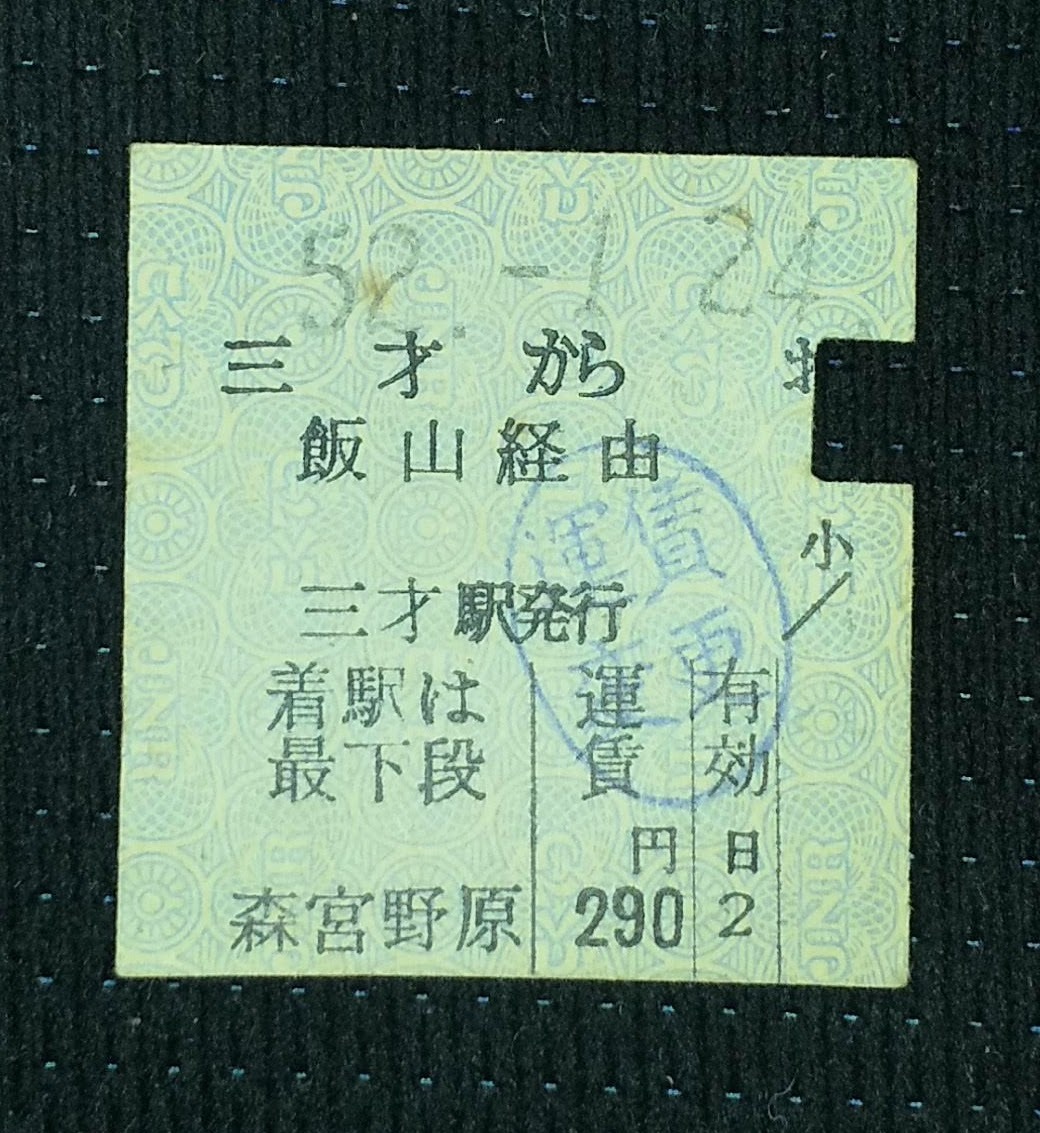 52.-1.24
三才から
飯山経由
小
三才駅発行
着駅は 運 有
最下段 賃 効
円 日
森宮野原 290 2
運賃